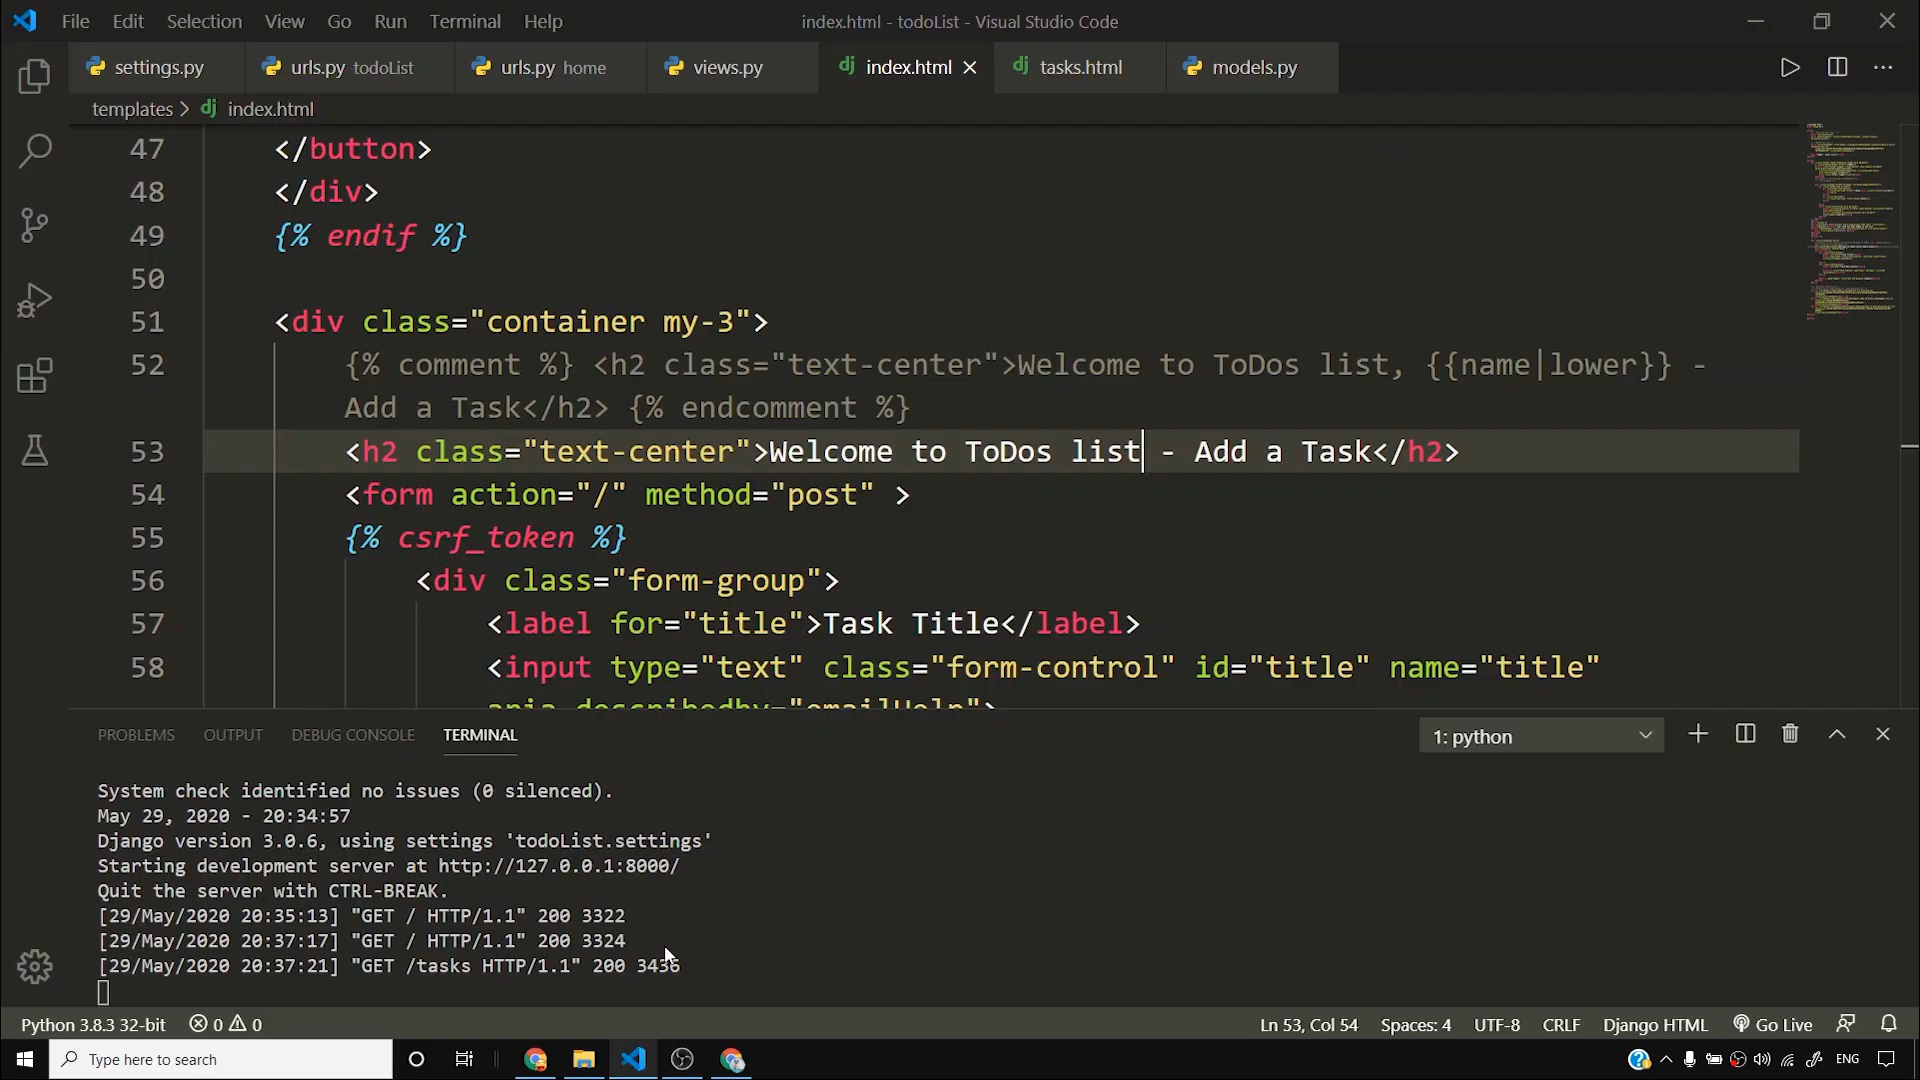 File Edit Selection View Go Run Terminal Help index.html - todoList - Visual Studio Code
settings.py urls.py todoList urls.py home views.py index.html tasks.html models.py
templates > index.html
47 </button>
48 </div>
49 {% endif %}
50
51 <div class="container my-3">
52 {% comment %} <h2 class="text-center">Welcome to ToDos list, {{name|lower}} -
Add a Task</h2> {% endcomment %}
53 <h2 class="text-center">Welcome to ToDos list - Add a Task</h2>
54 <form action="/" method="post" >
55 {% csrf_token %}
56 <div class="form-group">
57 <label for="title">Task Title</label>
58 <input type="text" class="form-control" id="title" name="title"
aria-describedby="emailHelp">
PROBLEMS OUTPUT DEBUG CONSOLE TERMINAL 1: python
System check identified no issues (0 silenced).
May 29, 2020 - 20:34:57
Django version 3.0.6, using settings 'todoList.settings'
Starting development server at http://127.0.0.1:8000/
Quit the server with CTRL-BREAK.
[29/May/2020 20:35:13] "GET / HTTP/1.1" 200 3322
[29/May/2020 20:37:17] "GET / HTTP/1.1" 200 3324
[29/May/2020 20:37:21] "GET /tasks HTTP/1.1" 200 3436
Python 3.8.3 32-bit 0 0 Ln 53, Col 54 Spaces: 4 UTF-8 CRLF Django HTML Go Live
Type here to search ENG